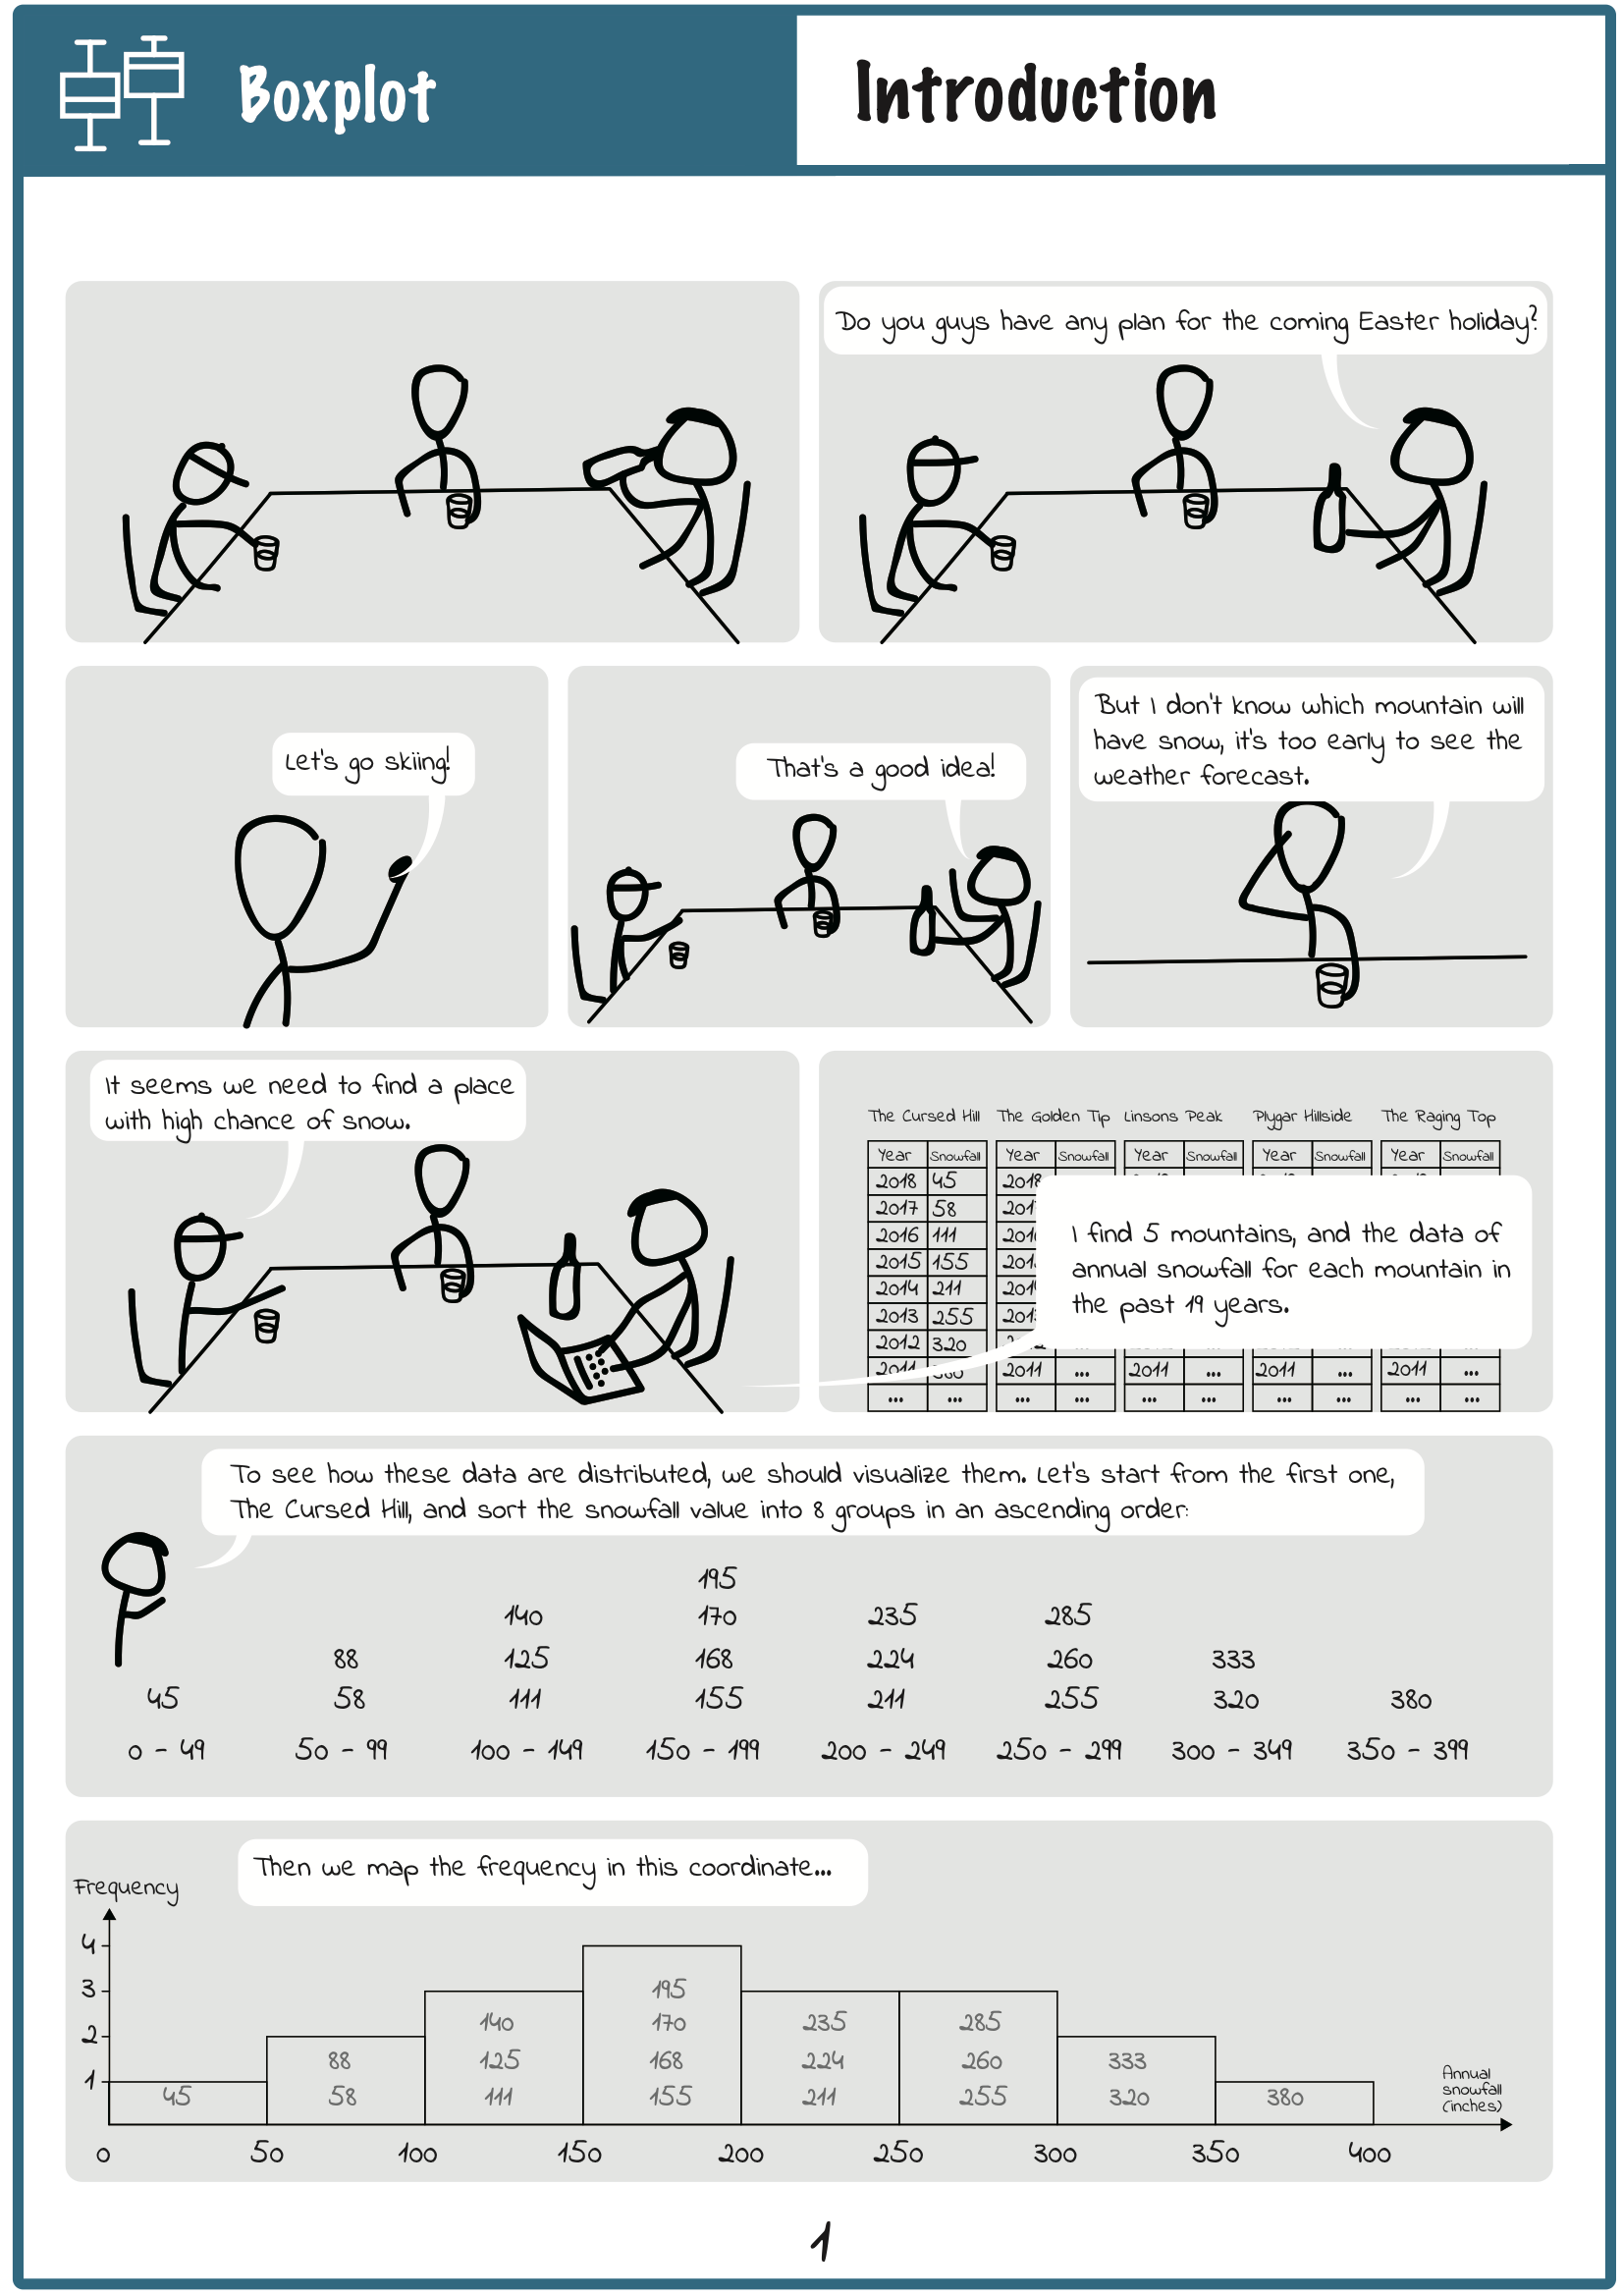 Boxplot
Introduction
Do you guys have any plan for the coming Easter holiday?
Let's go skiing!
That's a good idea!
But I don't know which mountain will
have snow, it's too early to see the
weather forecast.
It seems we need to find a place
with high chance of snow.
The Cursed Hill The Golden Tip Linsons Peak Plygar Hillside The Raging Top
Year Snowfall Year Snowfall Year Snowfall Year Snowfall Year Snowfall
2018 45 2018
2017 58
2016 111
2015 155
2014 211
2013 255
2012 320
2011 2011 ... 2011 ... 2011 ... 2011 ...
... ... ... ... ... ... ... ... ... ...
I find 5 mountains, and the data of
annual snowfall for each mountain in
the past 19 years.
To see how these data are distributed, we should visualize them. Let's start from the first one,
The Cursed Hill, and sort the snowfall value into 8 groups in an ascending order:
195
140 170 235 285
88 125 168 224 260 333
45 58 111 155 211 255 320 380
0 - 49 50 - 99 100 - 149 150 - 199 200 - 249 250 - 299 300 - 349 350 - 399
Then we map the frequency in this coordinate...
Frequency
4
3 195
140 170 235 285
2
88 125 168 224 260 333
1
45 58 111 155 211 255 320 380
Annual
snowfall
(inches)
0 50 100 150 200 250 300 350 400
1